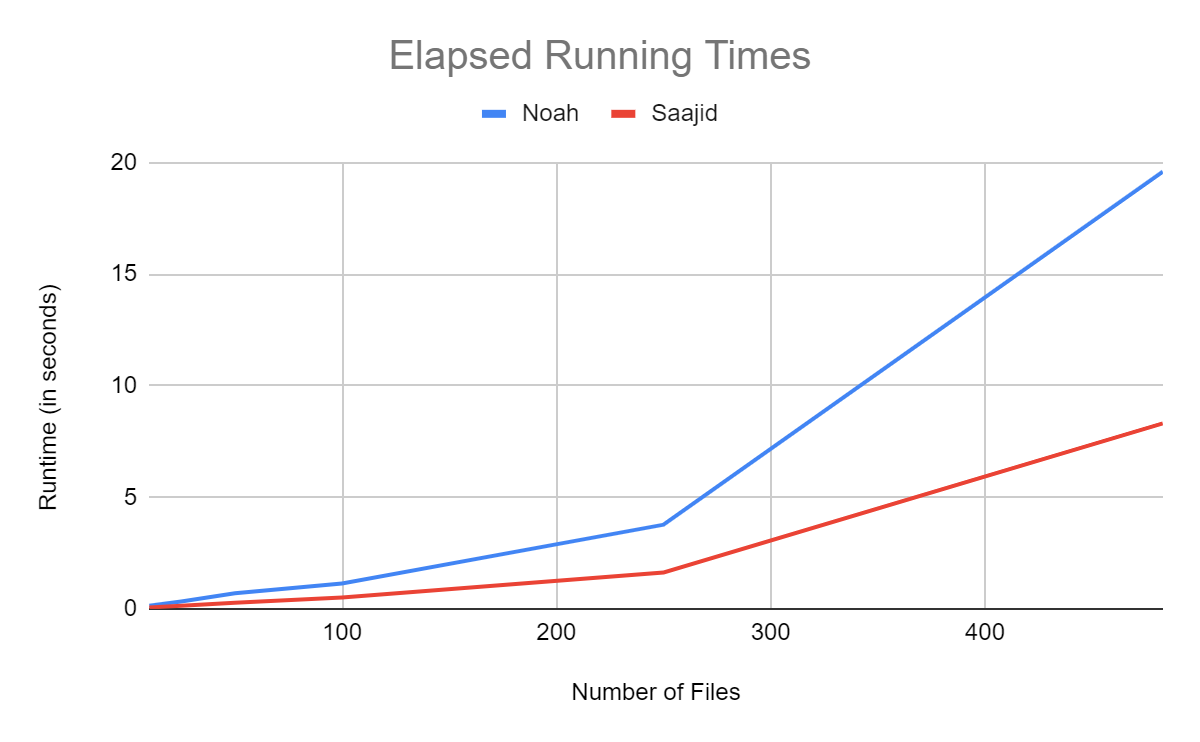 Elapsed Running Times
Noah Saajid
20
15
10
5
0
Runtime (in seconds)
100 200 300 400
Number of Files